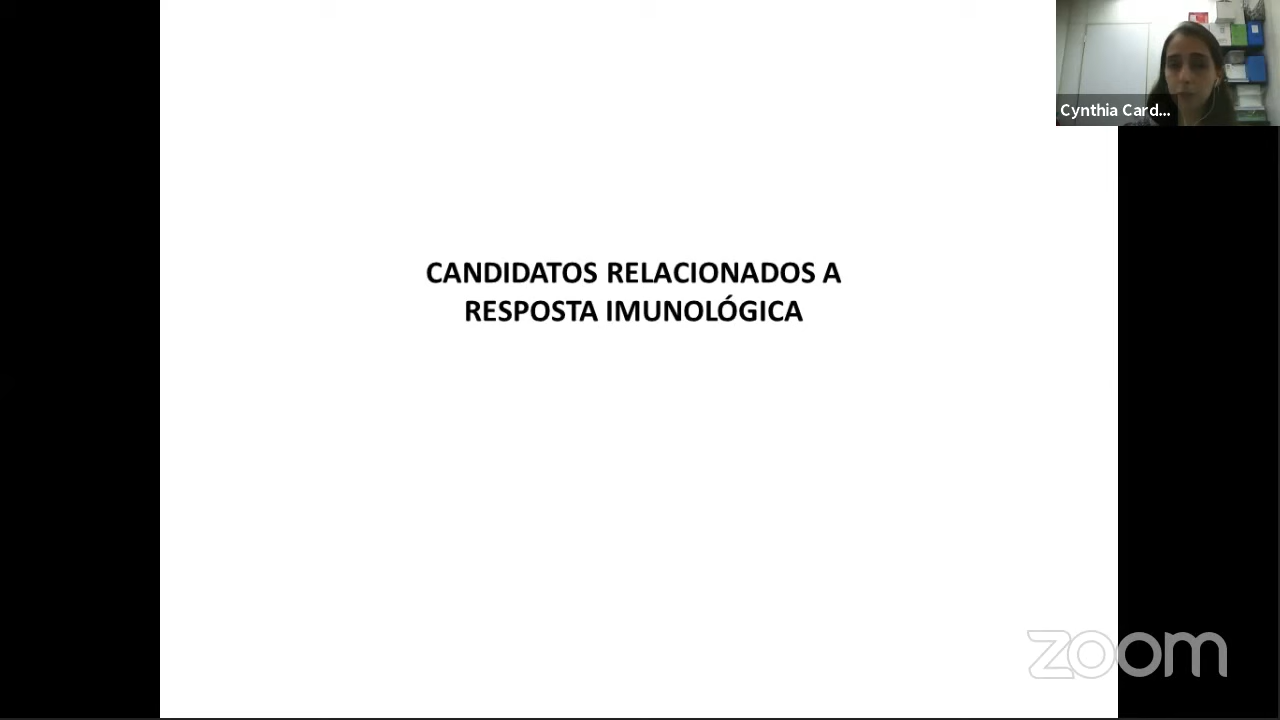 Cynthia Card...
CANDIDATOS RELACIONADOS A
RESPOSTA IMUNOLÓGICA
zoom